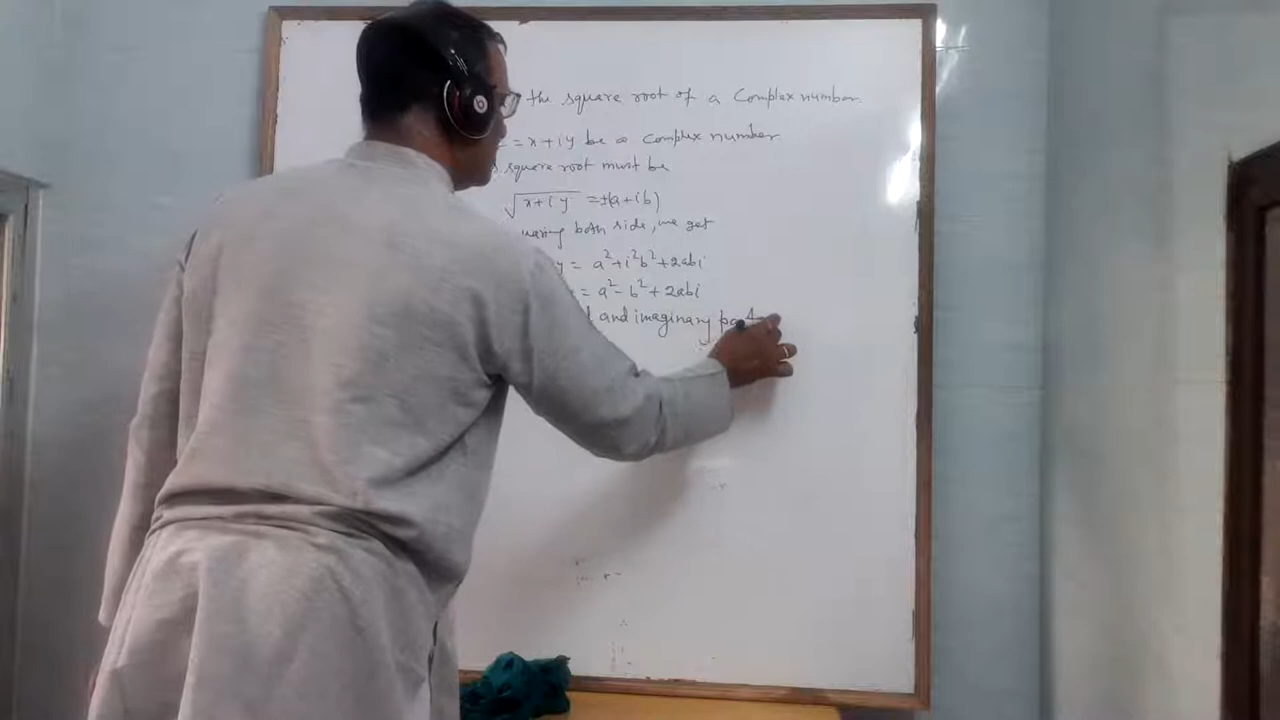 the square root of a Complex number.
= x + iy be a complex number
square root must be
√x+iy = ±(a+ib)
both side, we get
y = a²+i²b²+2abi
= a²-b²+2abi
and imaginary part